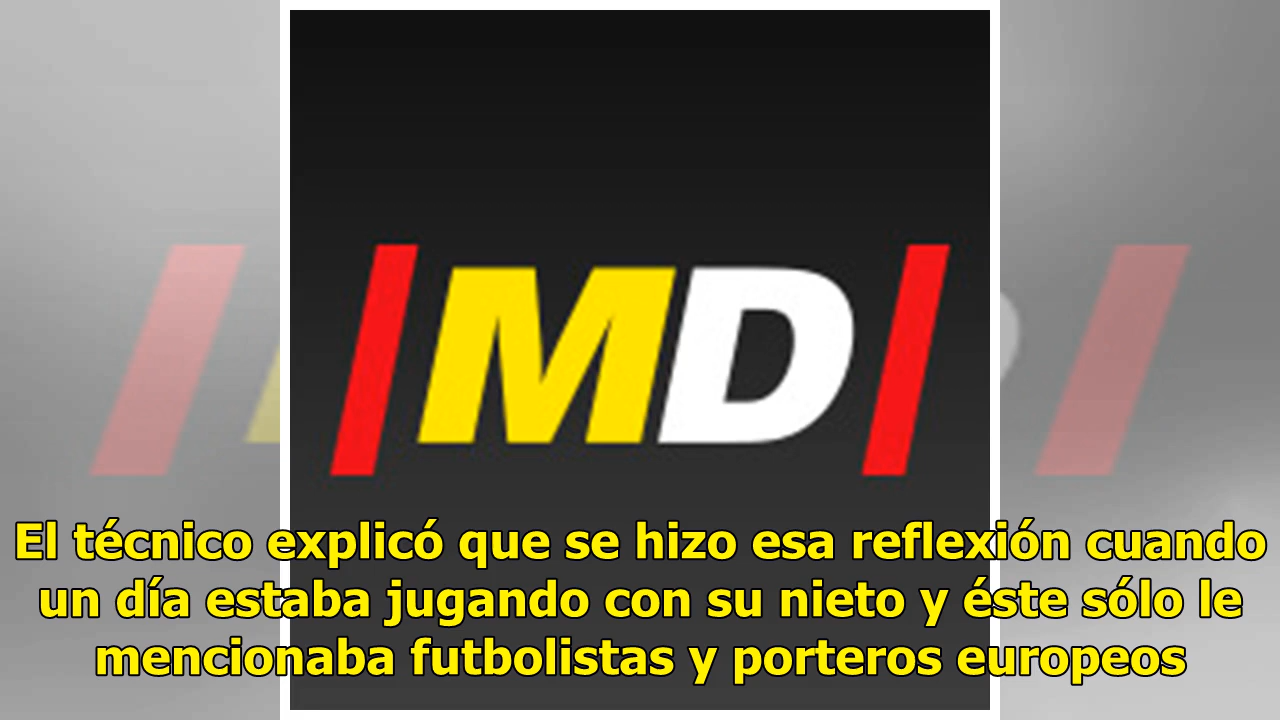 |MD|
El técnico explicó que se hizo esa reflexión cuando
un día estaba jugando con su nieto y éste sólo le
mencionaba futbolistas y porteros europeos